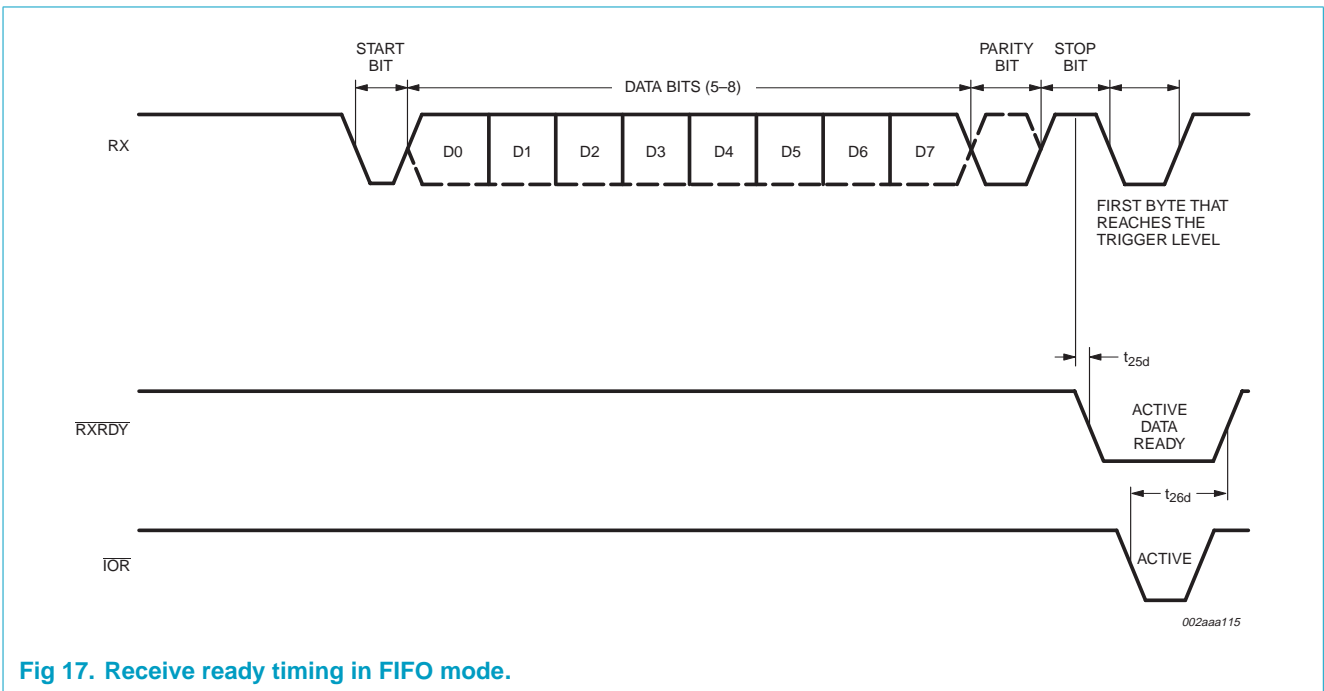 START
BIT
DATA BITS (5–8)
PARITY
BIT
STOP
BIT
RX
D0
D1
D2
D3
D4
D5
D6
D7
FIRST BYTE THAT
REACHES THE
TRIGGER LEVEL
t25d
RXRDY
ACTIVE
DATA
READY
t26d
IOR
ACTIVE
002aaa115
Fig 17. Receive ready timing in FIFO mode.